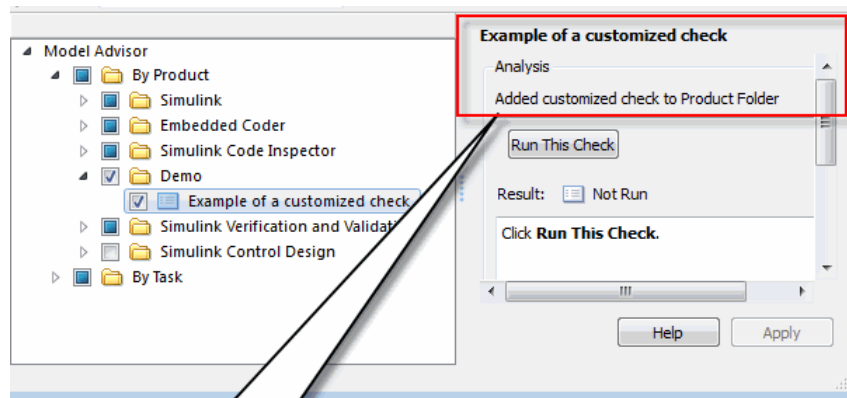 Model Advisor
By Product
Simulink
Embedded Coder
Simulink Code Inspector
Demo
Example of a customized check
Simulink Verification and
Simulink Control Design
By Task
Example of a customized check
Analysis
Added customized check to Product Folder
Run This Check
Result: Not Run
Click Run This Check.
Help
Apply